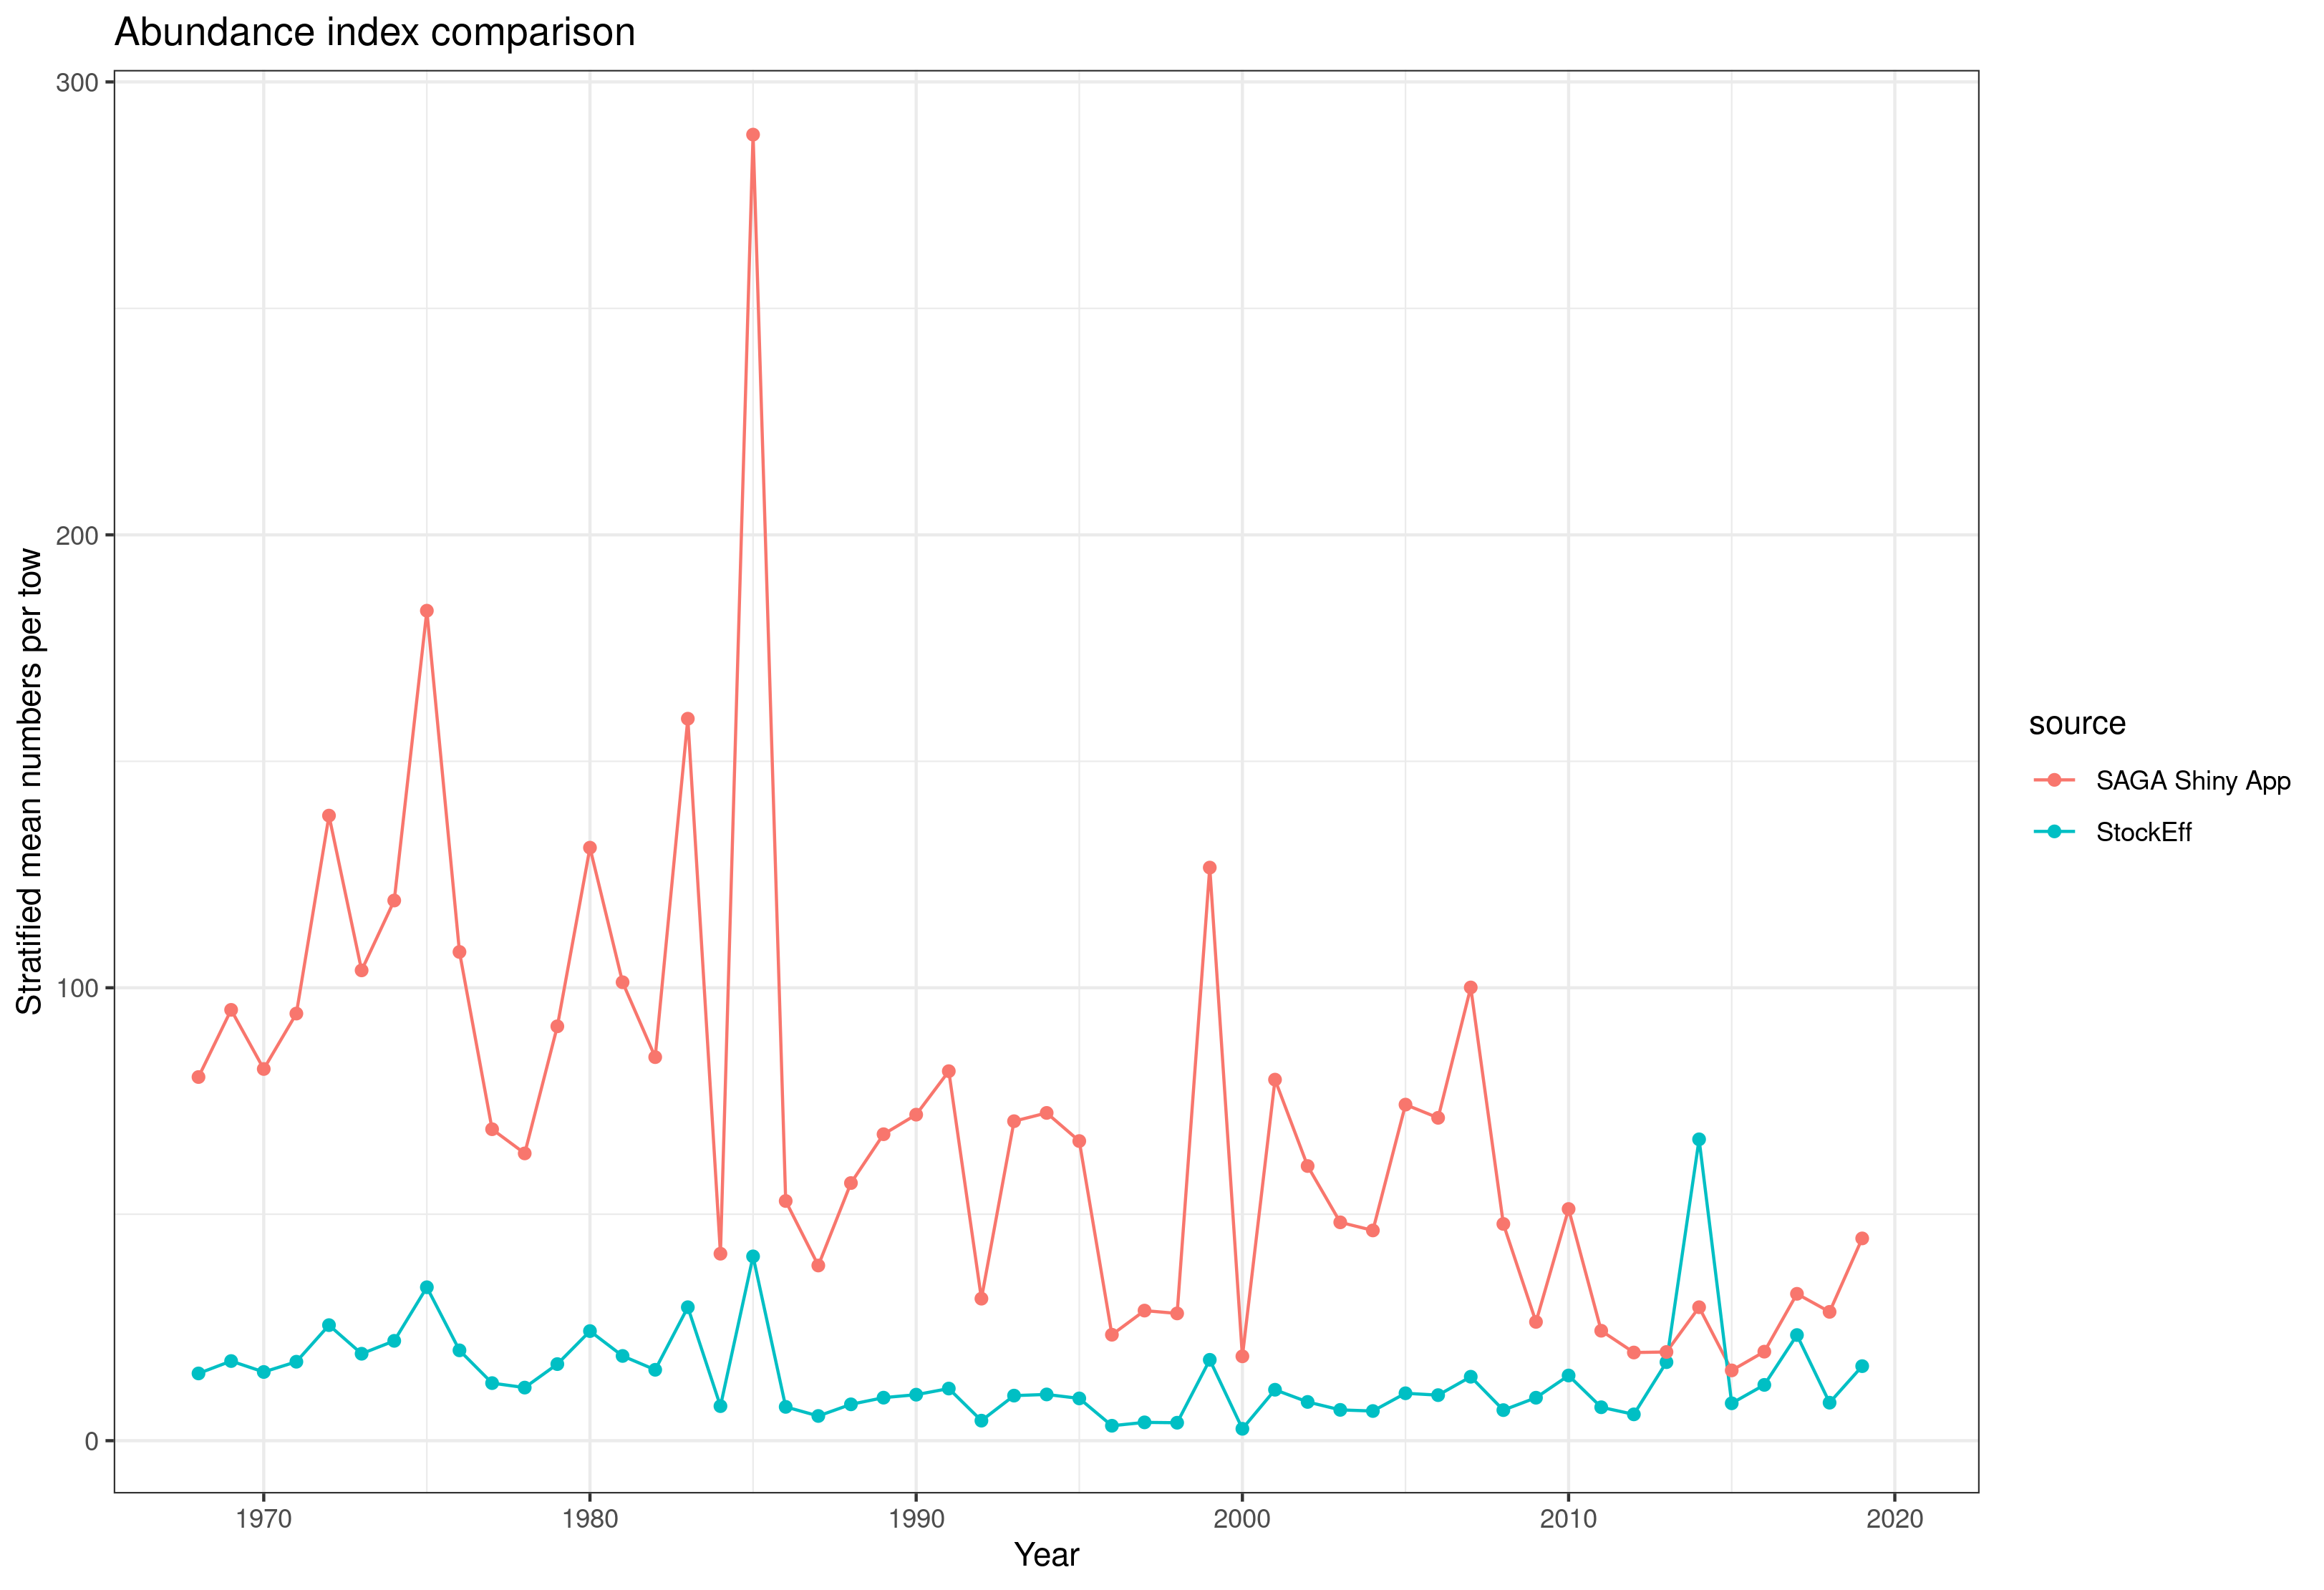 Abundance index comparison
300
200
100
0
Stratified mean numbers per tow
1970 1980 1990 2000 2010 2020
Year
source
SAGA Shiny App
StockEff